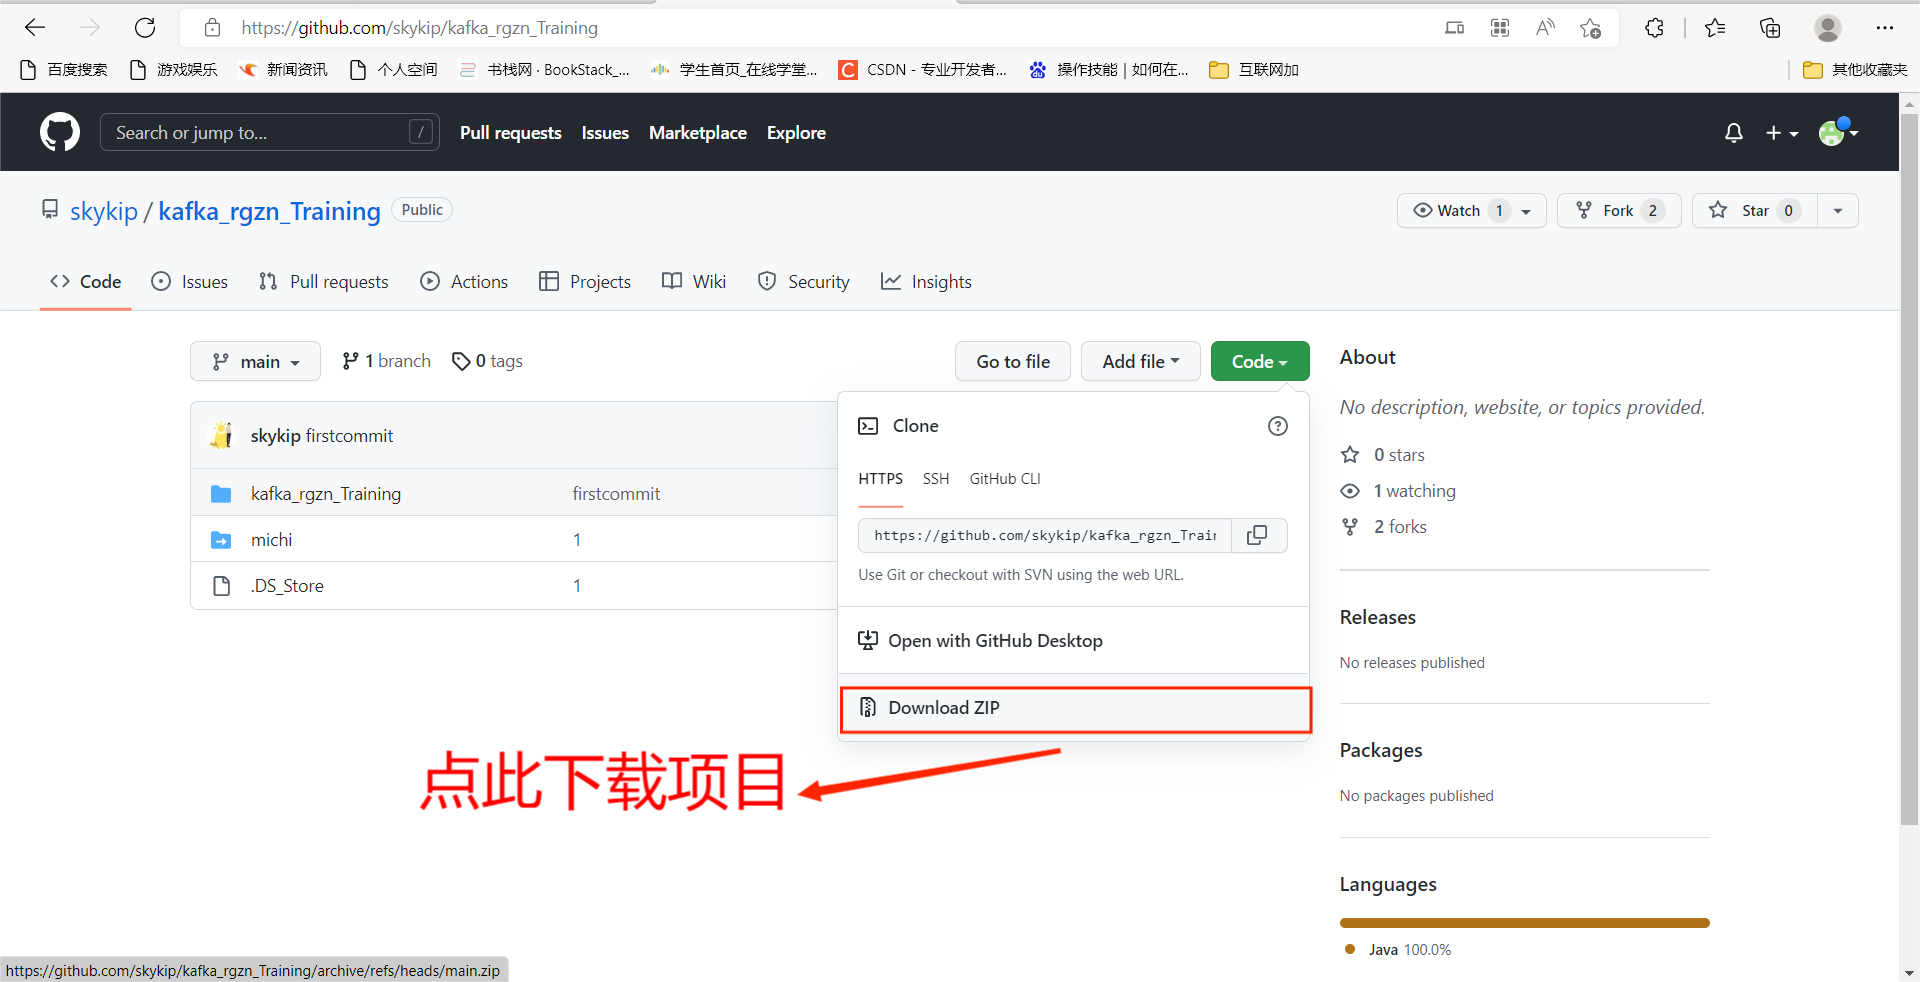 https://github.com/skykip/kafka_rgzn_Training
百度搜索 游戏娱乐 新闻资讯 个人空间 书栈网 · BookStack_... 学生首页_在线学堂... CSDN - 专业开发者... 操作技能 | 如何在... 互联网加 其他收藏夹
Search or jump to... / Pull requests Issues Marketplace Explore
skykip / kafka_rgzn_Training Public Watch 1 Fork 2 Star 0
Code Issues Pull requests Actions Projects Wiki Security Insights
main 1 branch 0 tags Go to file Add file Code
skykip firstcommit
kafka_rgzn_Training firstcommit
michi 1
.DS_Store 1
Clone
HTTPS SSH GitHub CLI
https://github.com/skykip/kafka_rgzn_Train
Use Git or checkout with SVN using the web URL.
Open with GitHub Desktop
Download ZIP
点此下载项目
About
No description, website, or topics provided.
0 stars
1 watching
2 forks
Releases
No releases published
Packages
No packages published
Languages
Java 100.0%
https://github.com/skykip/kafka_rgzn_Training/archive/refs/heads/main.zip